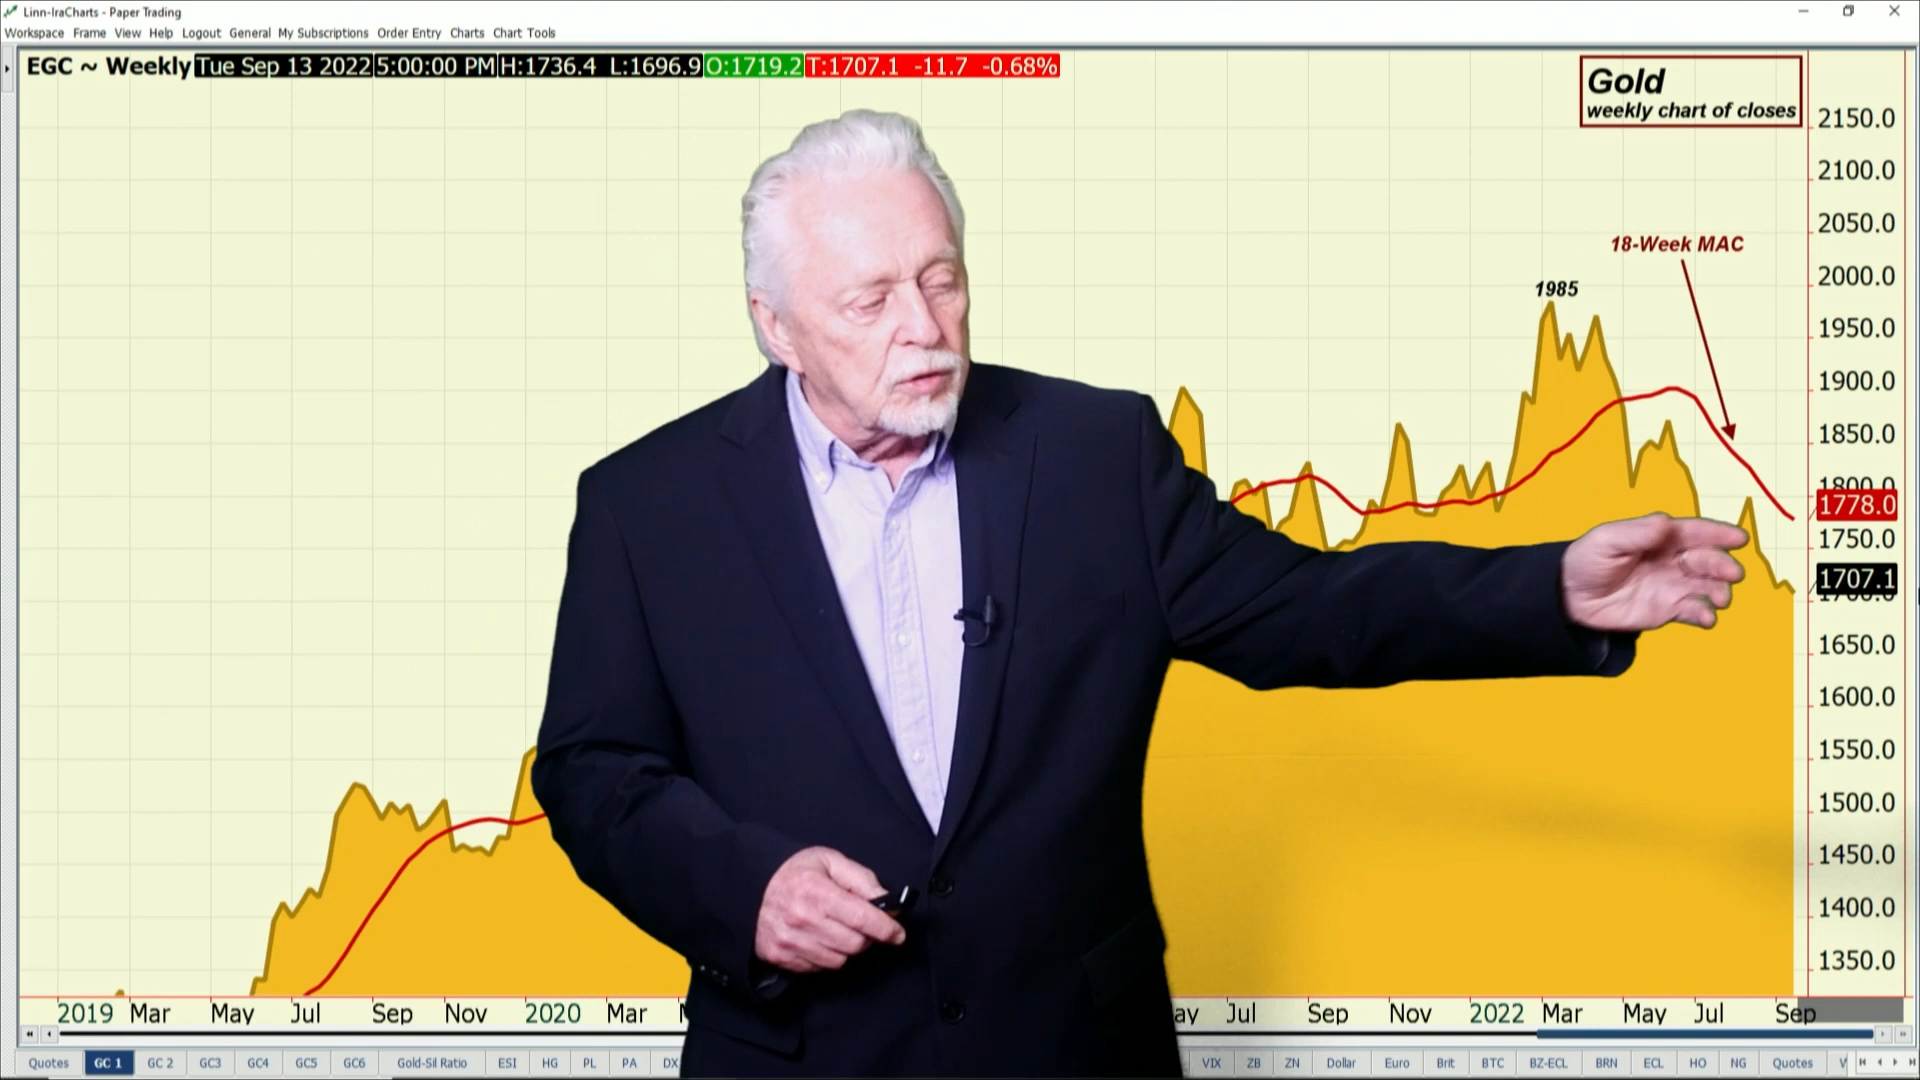 Linn-IraCharts - Paper Trading
Workspace Frame View Help Logout General My Subscriptions Order Entry Charts Chart Tools
EGC ~ Weekly Tue Sep 13 2022 5:00:00 PM H:1736.4 L:1696.9 O:1719.2 T:1707.1 -11.7 -0.68%
Gold
weekly chart of closes
2150.0
2100.0
2050.0
18-Week MAC
2000.0
1985
1950.0
1900.0
1850.0
1800.0
1778.0
1750.0
1707.1
1650.0
1600.0
1550.0
1500.0
1450.0
1400.0
1350.0
2019 Mar May Jul Sep Nov 2020 Mar Jul Sep Nov 2022 Mar May Jul Sep
Quotes GC 1 GC 2 GC3 GC4 GC5 GC6 Gold-Sil Ratio ESI HG PL PA DX VIX ZB ZN Dollar Euro Brit BTC BZ-ECL BRN ECL HO NG Quotes